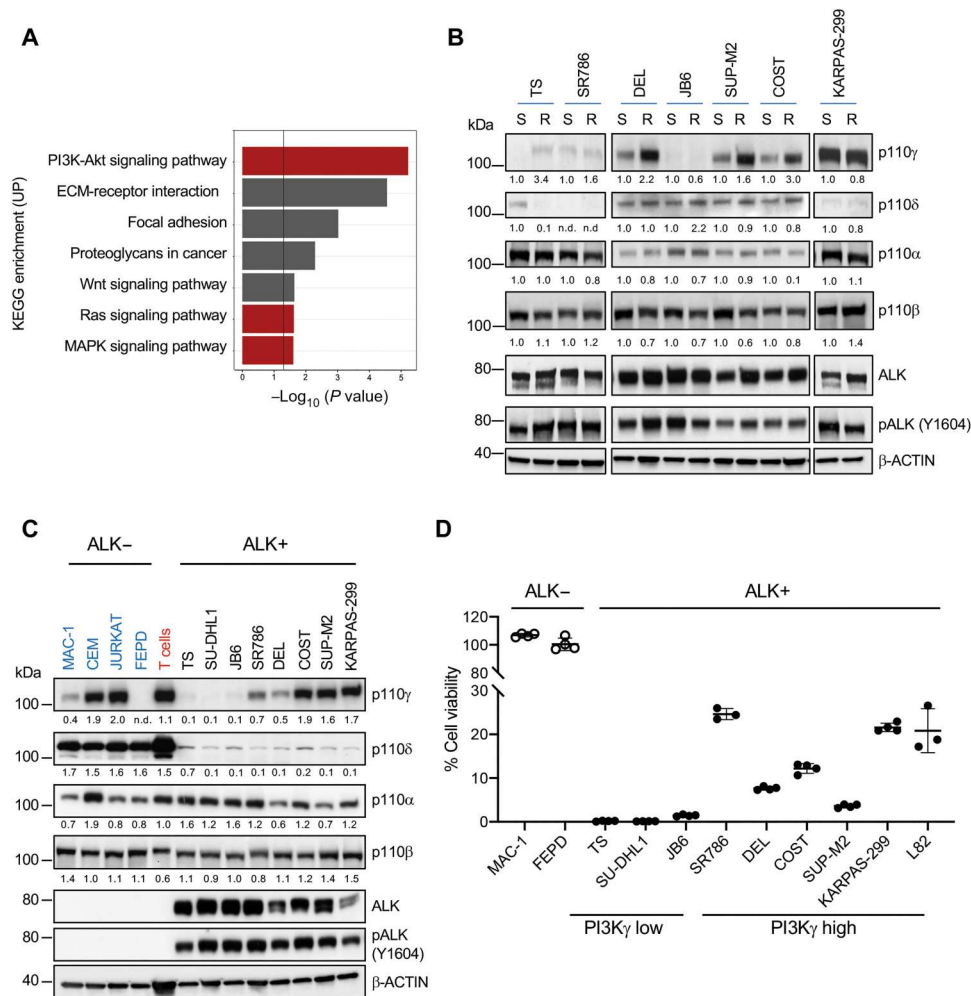 A
KEGG enrichment (UP)
PI3K-Akt signaling pathway
ECM-receptor interaction
Focal adhesion
Proteoglycans in cancer
Wnt signaling pathway
Ras signaling pathway
MAPK signaling pathway
0 1 2 3 4 5
–Log10 (P value)
B
TS SR786 DEL JB6 SUP-M2 COST KARPAS-299
kDa S R S R S R S R S R S R S R
100 p110γ
1.0 3.4 1.0 1.6 1.0 2.2 1.0 0.6 1.0 1.6 1.0 3.0 1.0 0.8
100 p110δ
1.0 0.1 n.d. n.d 1.0 1.0 1.0 2.2 1.0 0.9 1.0 0.8 1.0 0.8
100 p110α
1.0 1.0 1.0 0.8 1.0 0.8 1.0 0.7 1.0 0.9 1.0 0.1 1.0 1.1
100 p110β
1.0 1.1 1.0 1.2 1.0 0.7 1.0 0.7 1.0 0.6 1.0 0.8 1.0 1.4
80 ALK
80 pALK (Y1604)
40 β-ACTIN
C
ALK– ALK+
MAC-1 CEM JURKAT FEPD T cells TS SU-DHL1 JB6 SR786 DEL COST SUP-M2 KARPAS-299
kDa
100 p110γ
0.4 1.9 2.0 n.d. 1.1 0.1 0.1 0.1 0.7 0.5 1.9 1.6 1.7
100 p110δ
1.7 1.5 1.6 1.6 1.5 0.7 0.1 0.1 0.1 0.1 0.2 0.1 0.1
100 p110α
0.7 1.9 0.8 0.8 1.0 1.6 1.2 1.6 1.2 0.6 1.2 0.7 1.2
100 p110β
1.4 1.0 1.1 1.1 0.6 1.1 0.9 1.0 0.8 1.1 1.2 1.4 1.5
80 ALK
80 pALK
(Y1604)
40 β-ACTIN
D
ALK– ALK+
% Cell viability
120
100
80
30
20
10
0
MAC-1 FEPD TS SU-DHL1 JB6 SR786 DEL COST SUP-M2 KARPAS-299 L82
PI3Kγ low PI3Kγ high